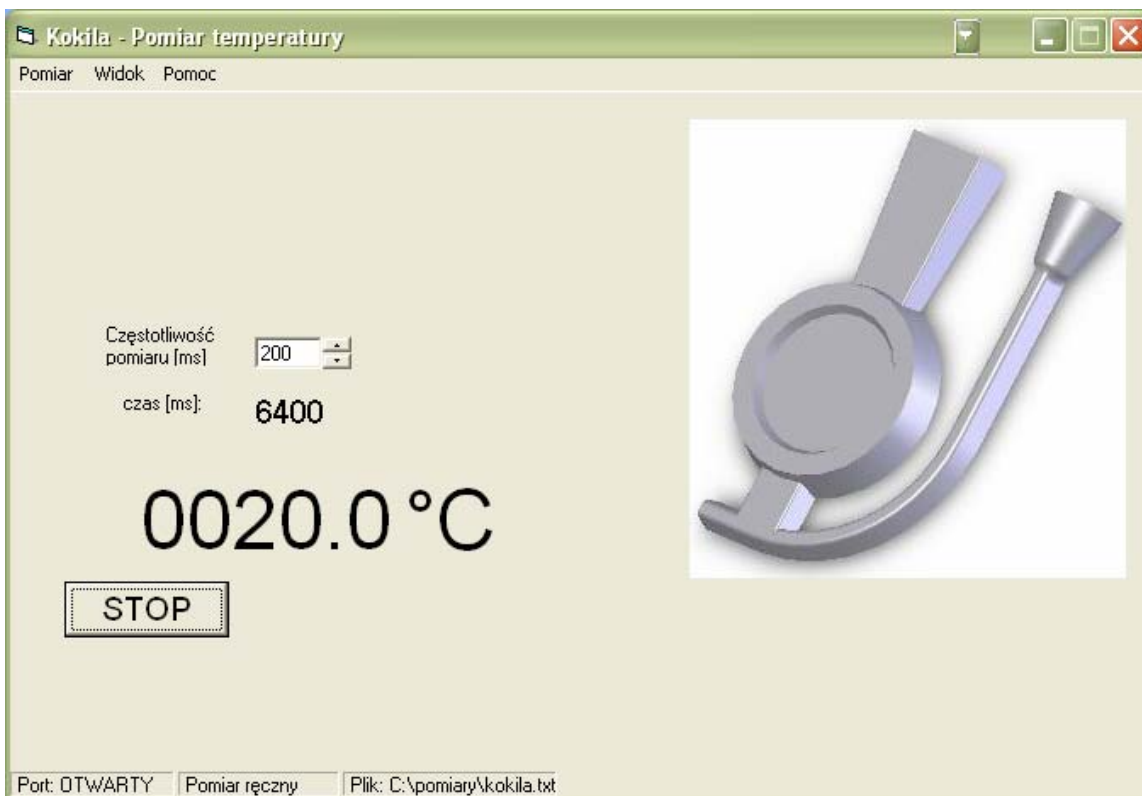 Kokila - Pomiar temperatury
Pomiar Widok Pomoc
Częstotliwość
pomiaru [ms]
200
czas [ms]:
6400
0020.0 °C
STOP
Port: OTWARTY
Pomiar ręczny
Plik: C:\pomiary\kokila.txt